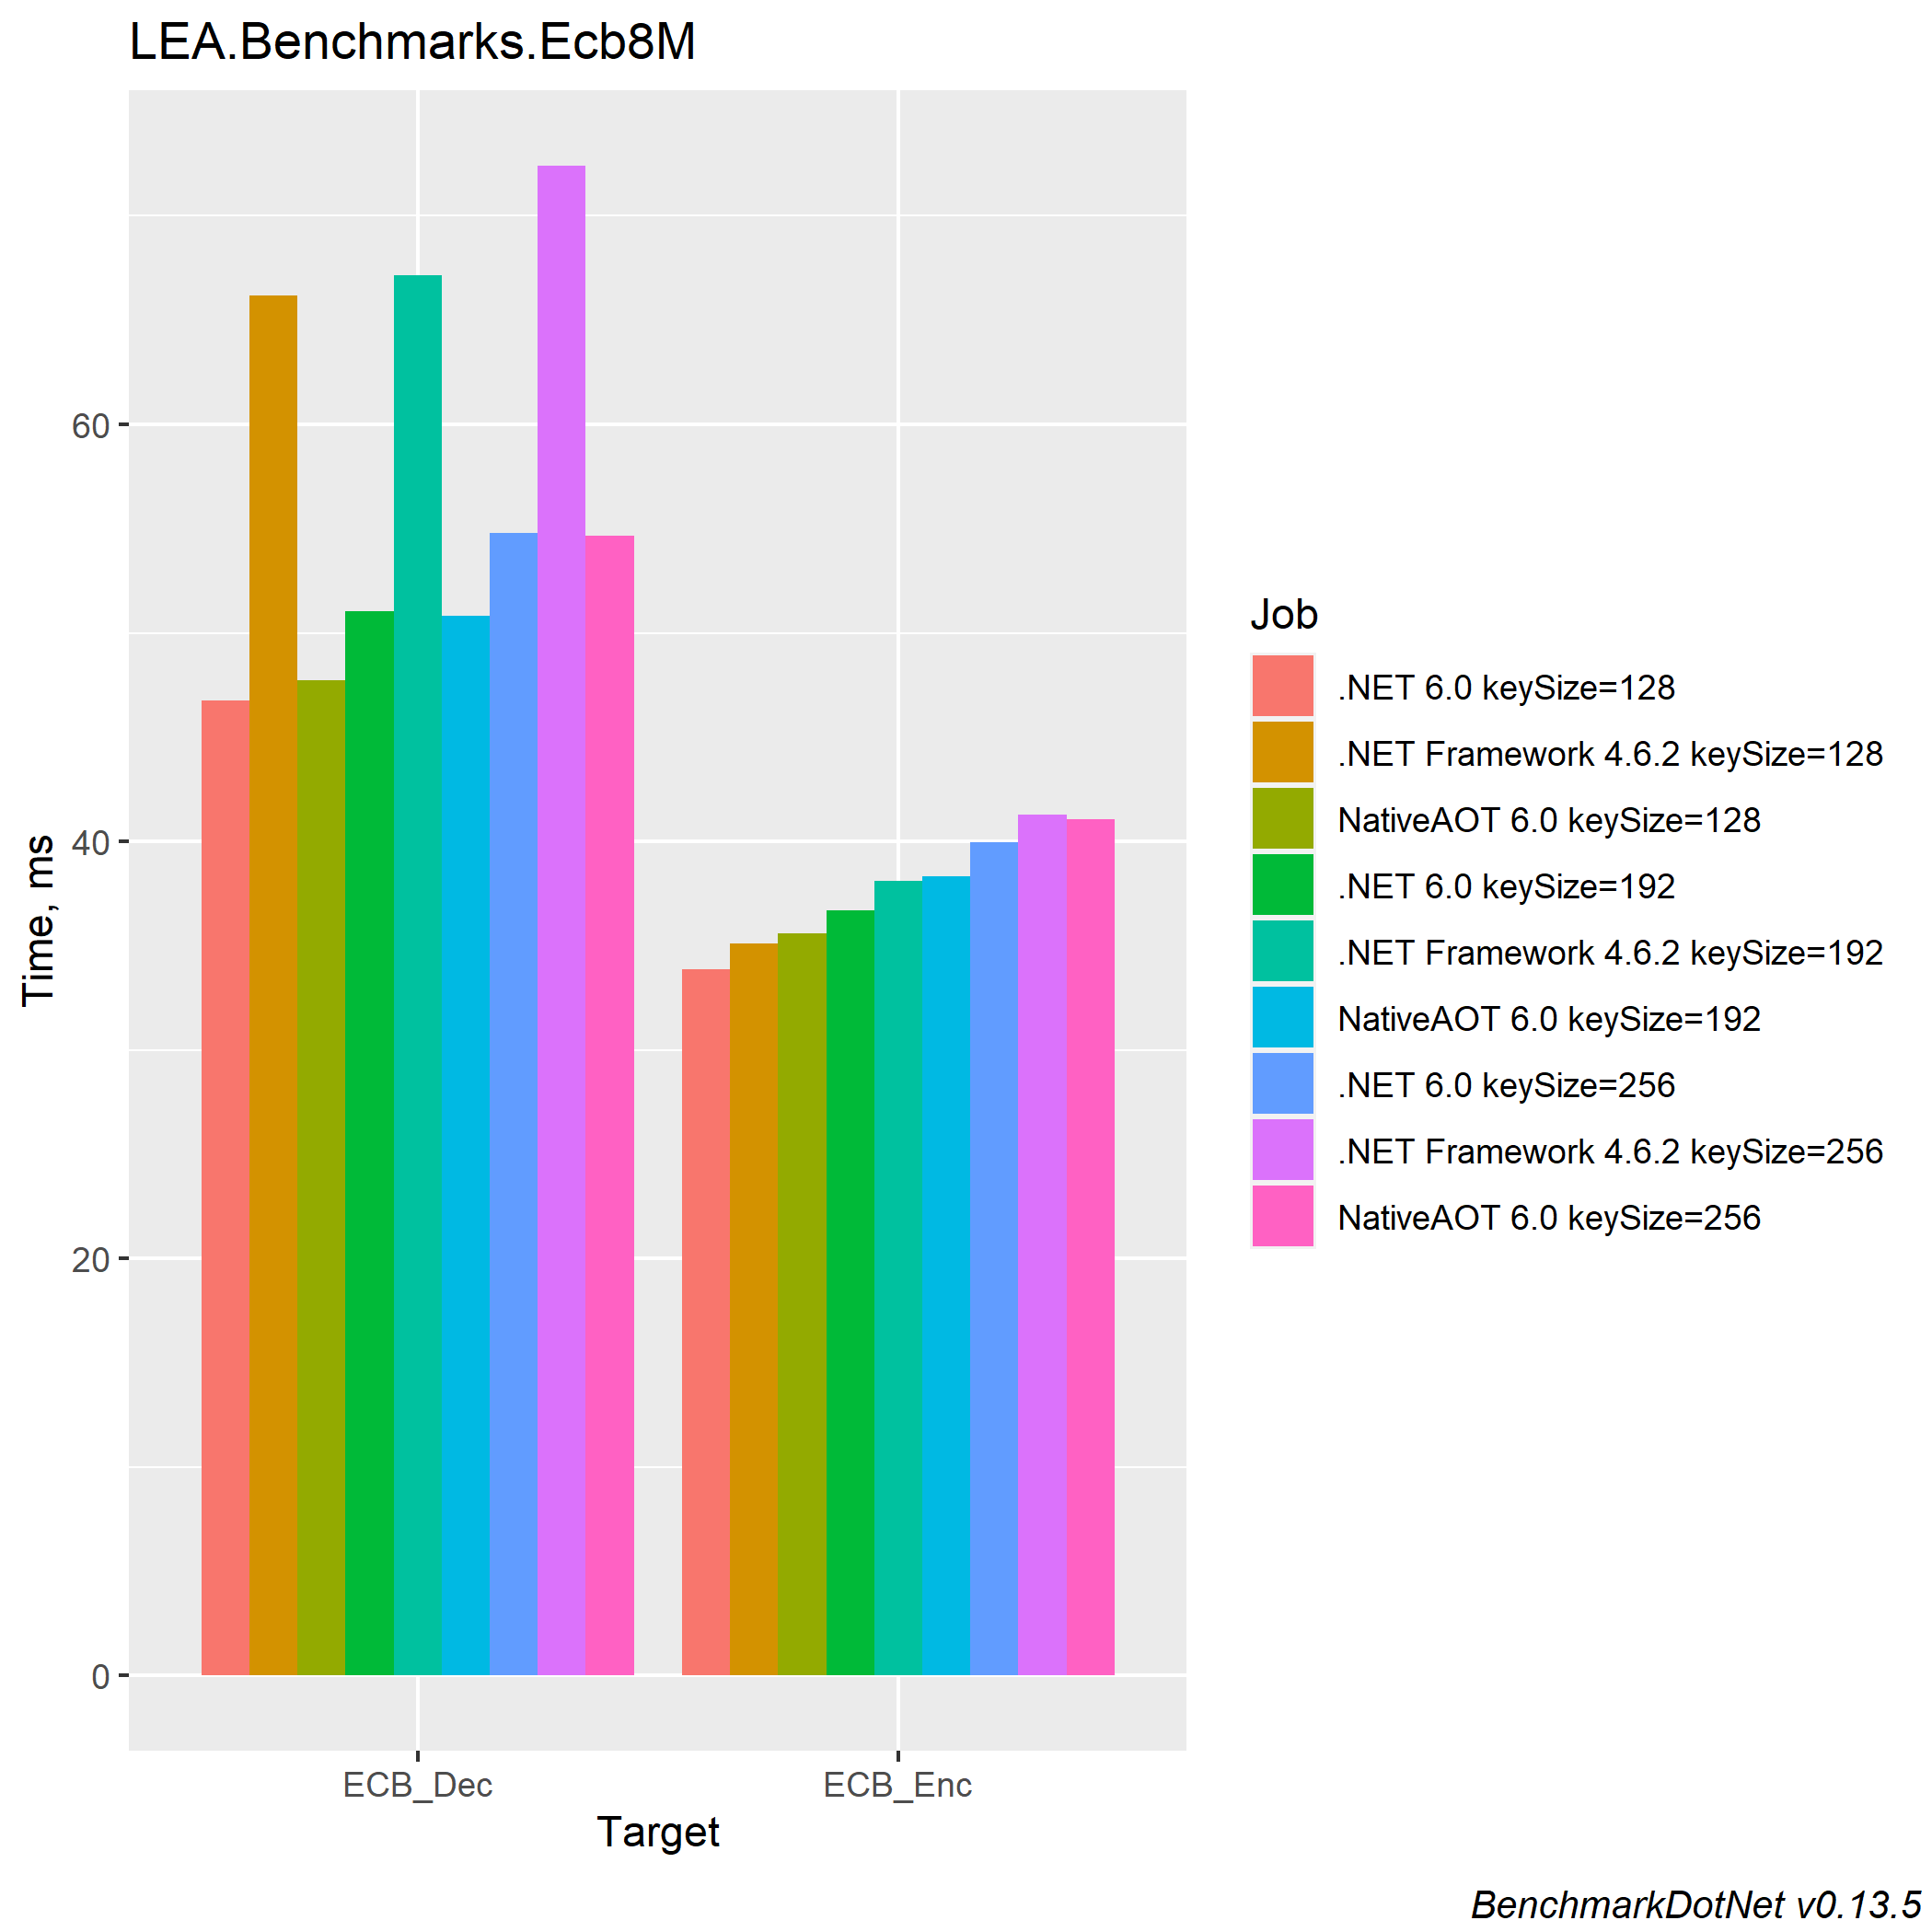 LEA.Benchmarks.Ecb8M
Time, ms
60
40
20
0
ECB_Dec
ECB_Enc
Target
Job
.NET 6.0 keySize=128
.NET Framework 4.6.2 keySize=128
NativeAOT 6.0 keySize=128
.NET 6.0 keySize=192
.NET Framework 4.6.2 keySize=192
NativeAOT 6.0 keySize=192
.NET 6.0 keySize=256
.NET Framework 4.6.2 keySize=256
NativeAOT 6.0 keySize=256
BenchmarkDotNet v0.13.5